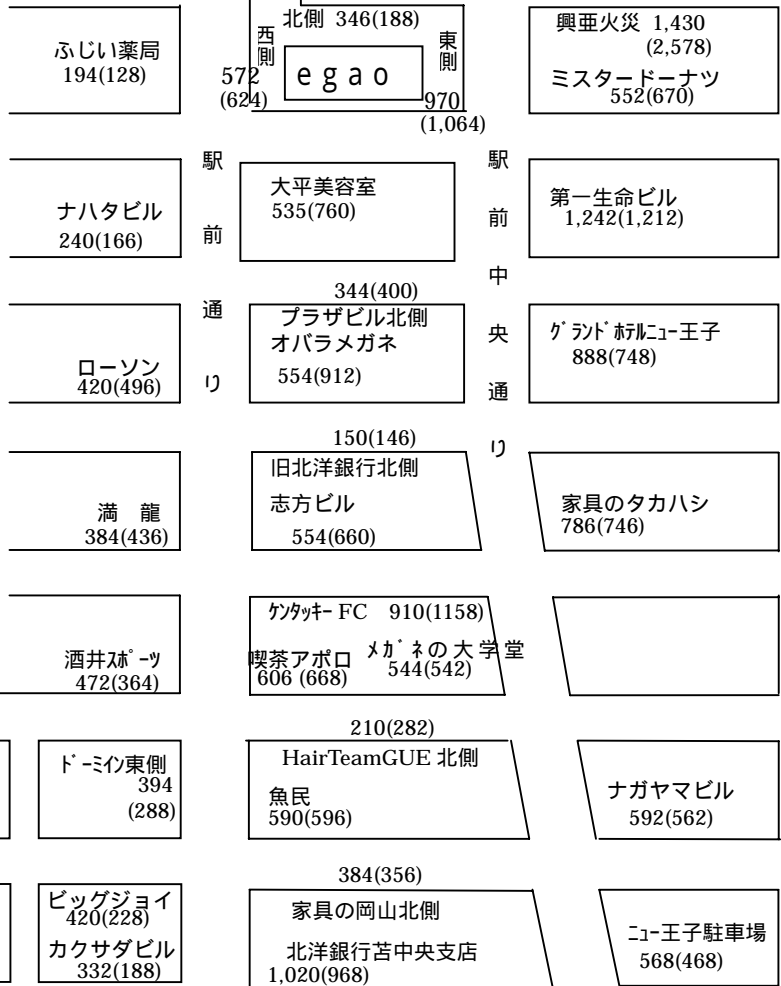 北側 346(188)
西側
東側
egao
572
(624)
970
(1,064)
ふじい薬局
194(128)
興亜火災 1,430
(2,578)
ミスタードーナツ
552(670)
駅前通り
駅前中央通り
ナハタビル
240(166)
大平美容室
535(760)
第一生命ビル
1,242(1,212)
344(400)
プラザビル北側
オバラメガネ
554(912)
ローソン
420(496)
グランドホテルニュー王子
888(748)
150(146)
旧北洋銀行北側
志方ビル
554(660)
満 龍
384(436)
家具のタカハシ
786(746)
ケンタッキー FC 910(1158)
喫茶アポロ
606 (668)
メガネの大学堂
544(542)
酒井スポーツ
472(364)
210(282)
HairTeamGUE 北側
魚民
590(596)
ドーミイン東側
394
(288)
ナガヤマビル
592(562)
384(356)
家具の岡山北側
北洋銀行苫中央支店
1,020(968)
ビッグジョイ
420(228)
カクサダビル
332(188)
ニュー王子駐車場
568(468)